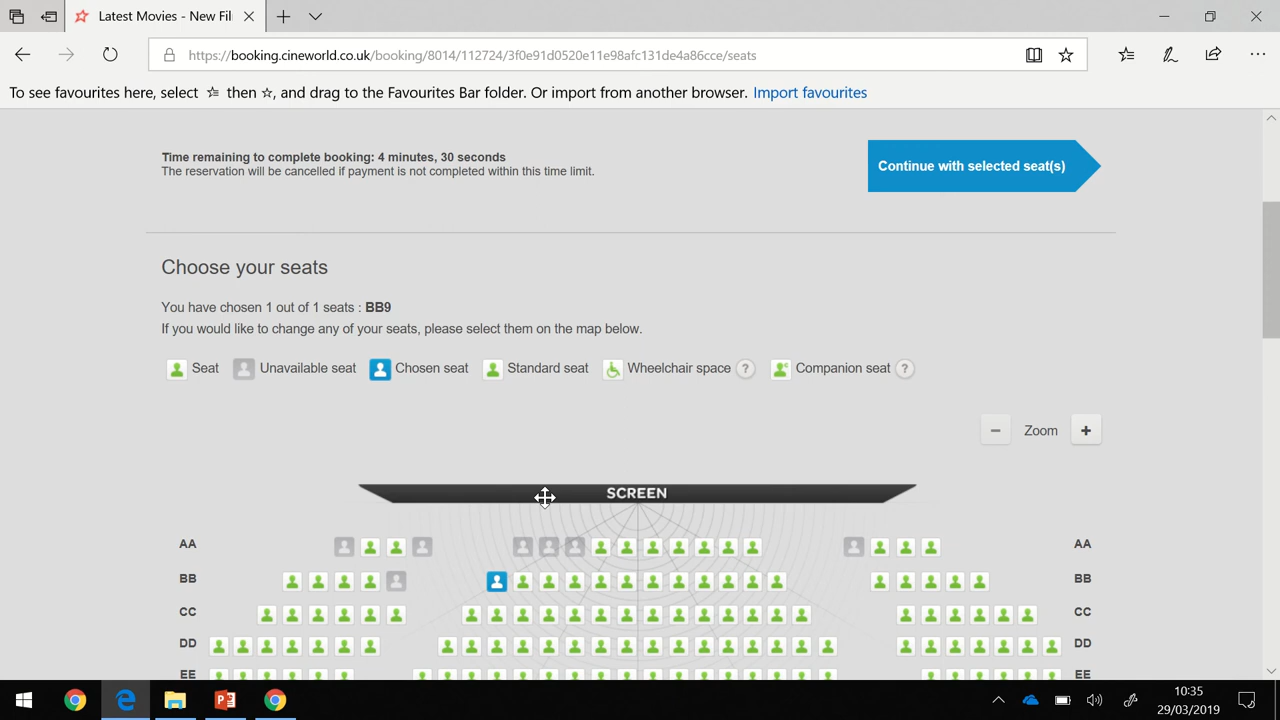 Latest Movies - New Fil
https://booking.cineworld.co.uk/booking/8014/112724/3f0e91d0520e11e98afc131de4a86cce/seats
To see favourites here, select then, and drag to the Favourites Bar folder. Or import from another browser. Import favourites
Time remaining to complete booking: 4 minutes, 30 seconds
The reservation will be cancelled if payment is not completed within this time limit.
Continue with selected seat(s)
Choose your seats
You have chosen 1 out of 1 seats : BB9
If you would like to change any of your seats, please select them on the map below.
Seat Unavailable seat Chosen seat Standard seat Wheelchair space ? Companion seat ?
− Zoom +
SCREEN
AA AA
BB BB
CC CC
DD DD
EE EE
10:35
29/03/2019